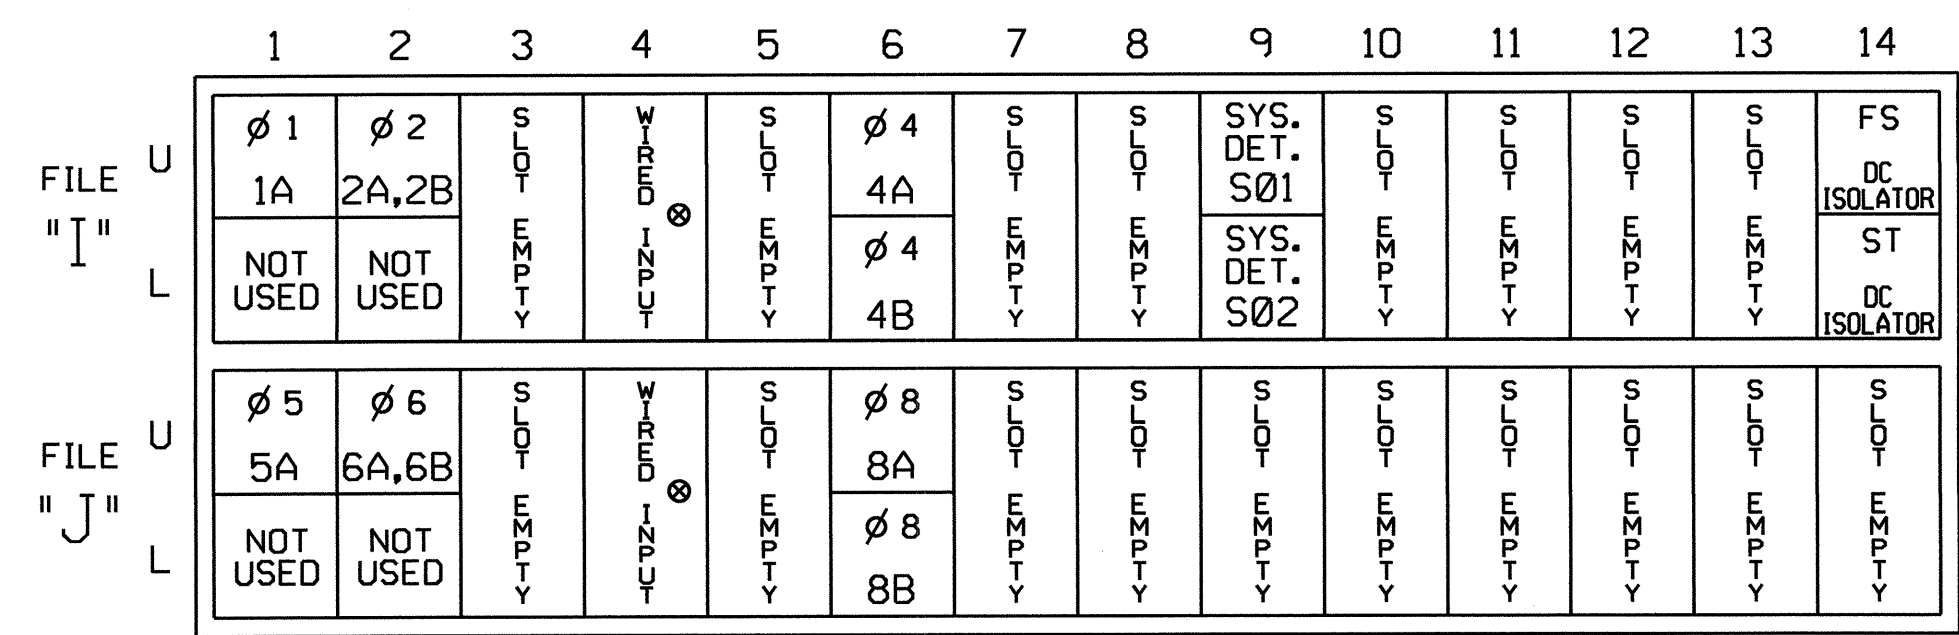 1 2 3 4 5 6 7 8 9 10 11 12 13 14
FILE "I"
U
L
Ø 1
1A
NOT USED
Ø 2
2A,2B
NOT USED
SLOT EMPTY
WIRED INPUT
⊗
SLOT EMPTY
Ø 4
4A
Ø 4
4B
SLOT EMPTY
SLOT EMPTY
SYS.
DET.
S01
SYS.
DET.
S02
SLOT EMPTY
SLOT EMPTY
SLOT EMPTY
SLOT EMPTY
FS
DC
ISOLATOR
ST
DC
ISOLATOR
FILE "J"
U
L
Ø 5
5A
NOT USED
Ø 6
6A,6B
NOT USED
SLOT EMPTY
WIRED INPUT
⊗
SLOT EMPTY
Ø 8
8A
Ø 8
8B
SLOT EMPTY
SLOT EMPTY
SLOT EMPTY
SLOT EMPTY
SLOT EMPTY
SLOT EMPTY
SLOT EMPTY
SLOT EMPTY